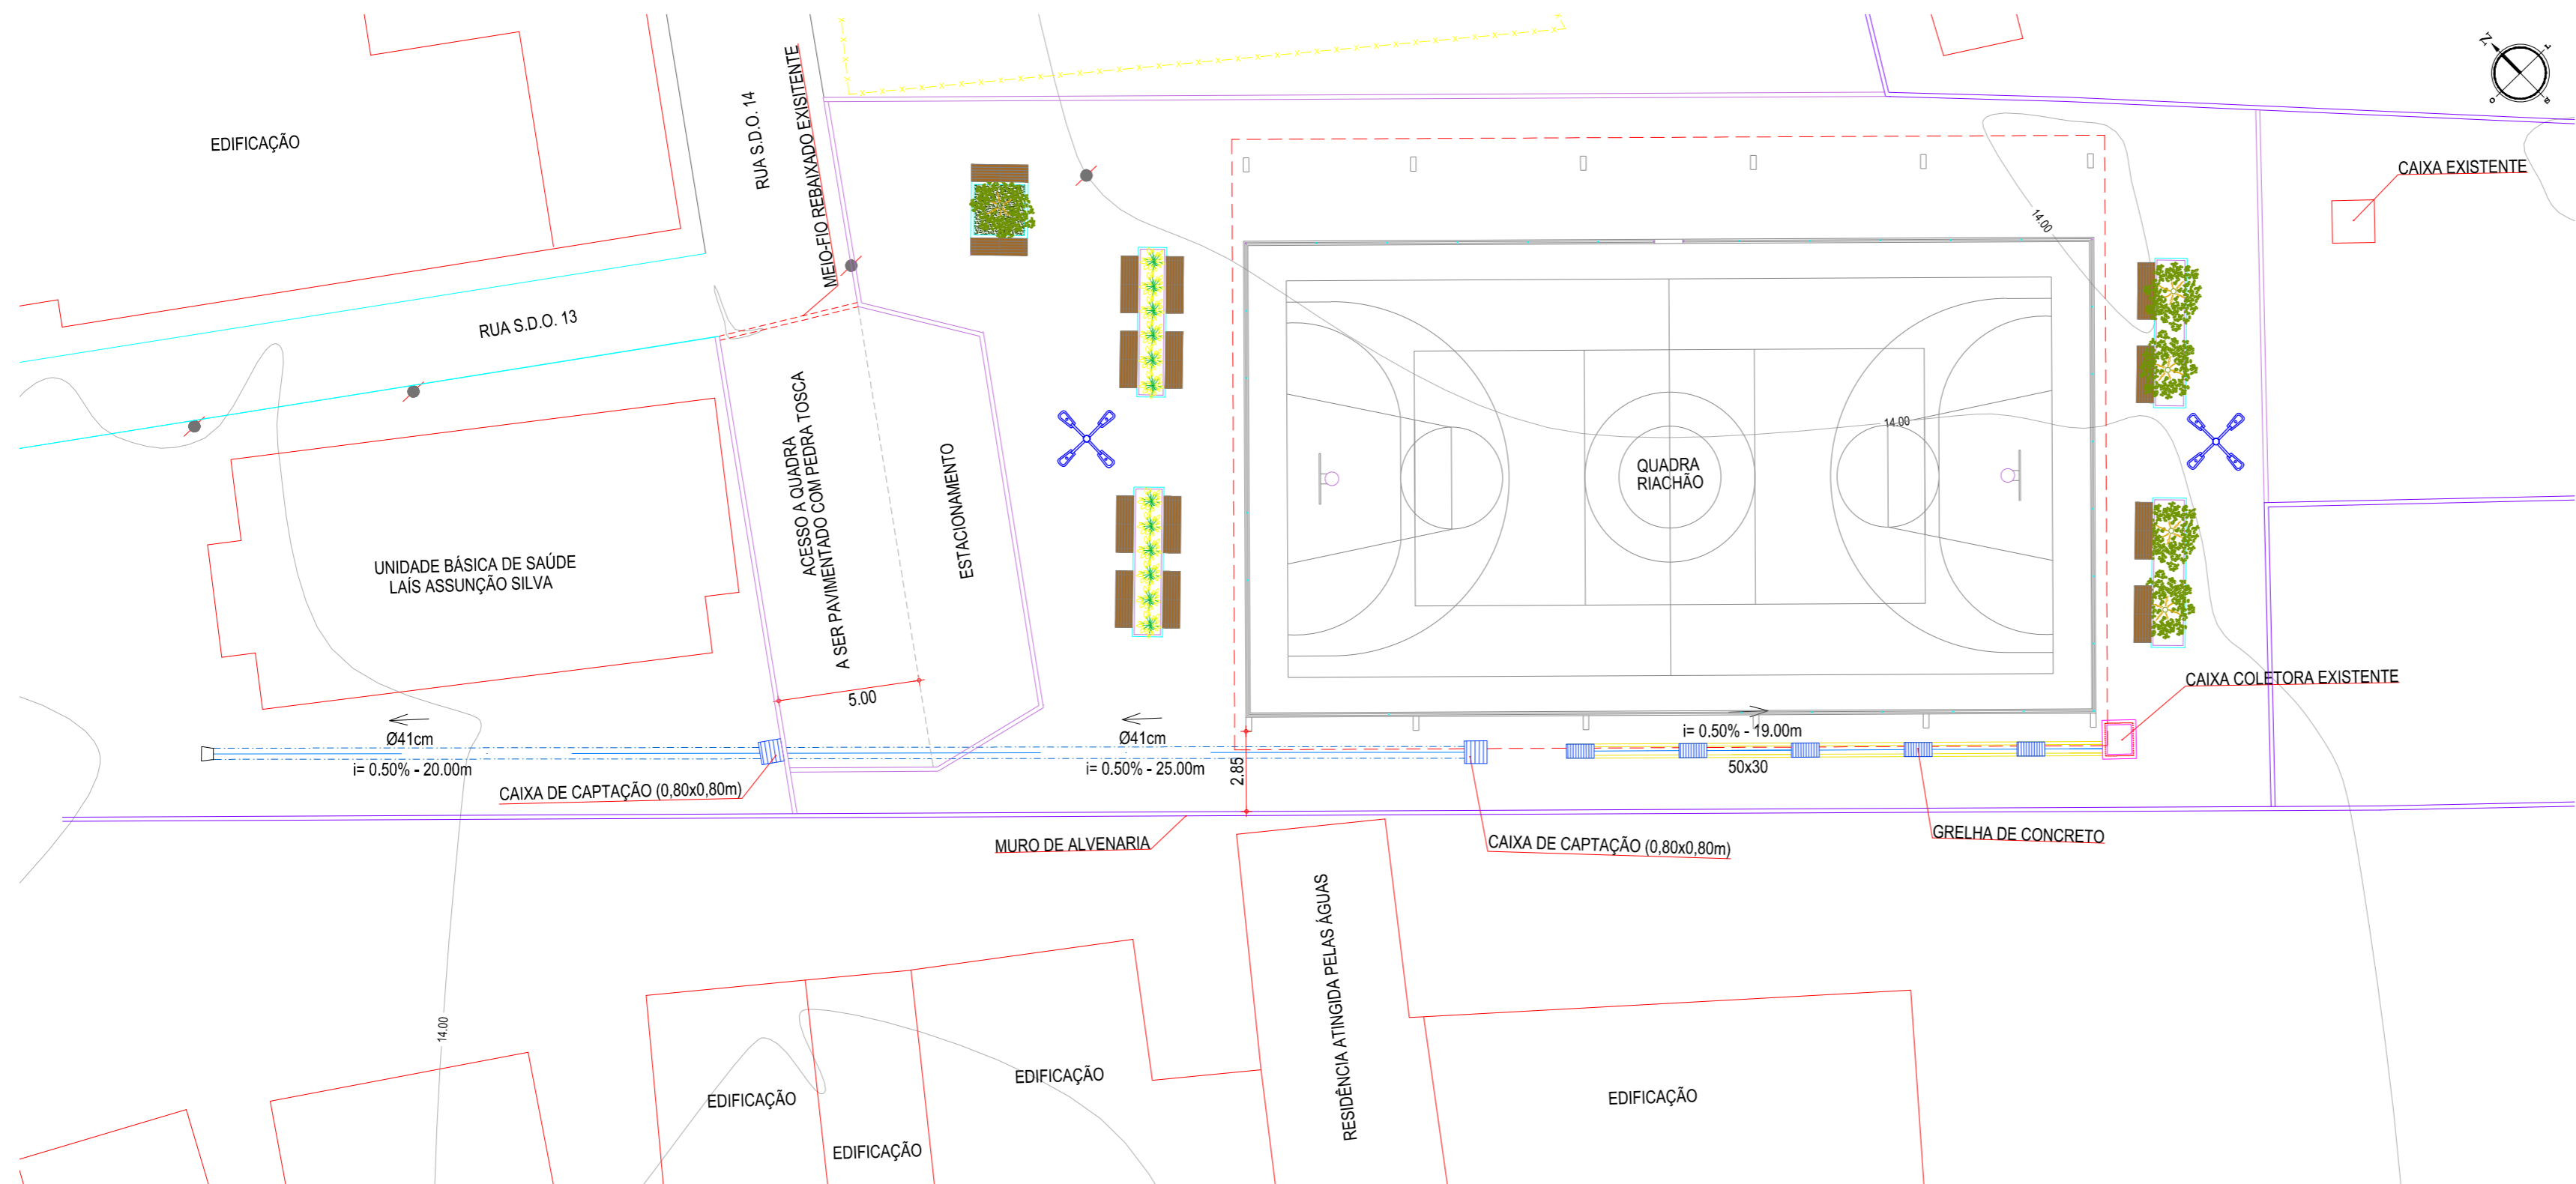 EDIFICAÇÃO
RUA S.D.O. 14
MEIO-FIO REBAIXADO EXISITENTE
N
L
S
O
CAIXA EXISTENTE
14.00
RUA S.D.O. 13
ACESSO A QUADRA
A SER PAVIMENTADO COM PEDRA TOSCA
ESTACIONAMENTO
14.00
QUADRA
RIACHÃO
UNIDADE BÁSICA DE SAÚDE
LAÍS ASSUNÇÃO SILVA
5.00
CAIXA COLETORA EXISTENTE
Ø41cm
i= 0.50% - 20.00m
Ø41cm
i= 0.50% - 25.00m
2.85
i= 0.50% - 19.00m
50x30
CAIXA DE CAPTAÇÃO (0,80x0,80m)
MURO DE ALVENARIA
CAIXA DE CAPTAÇÃO (0,80x0,80m)
GRELHA DE CONCRETO
RESIDÊNCIA ATINGIDA PELAS ÁGUAS
14.00
EDIFICAÇÃO
EDIFICAÇÃO
EDIFICAÇÃO
EDIFICAÇÃO